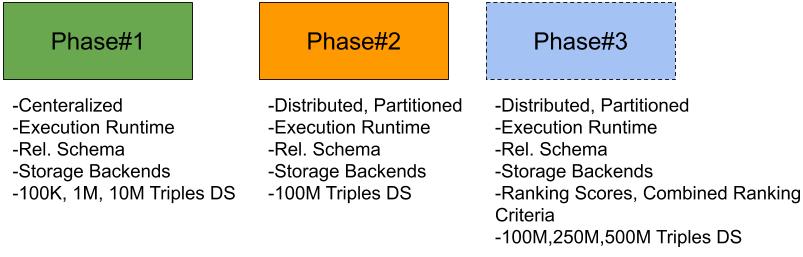 Phase#1
-Centeralized
-Execution Runtime
-Rel. Schema
-Storage Backends
-100K, 1M, 10M Triples DS
Phase#2
-Distributed, Partitioned
-Execution Runtime
-Rel. Schema
-Storage Backends
-100M Triples DS
Phase#3
-Distributed, Partitioned
-Execution Runtime
-Rel. Schema
-Storage Backends
-Ranking Scores, Combined Ranking
Criteria
-100M,250M,500M Triples DS